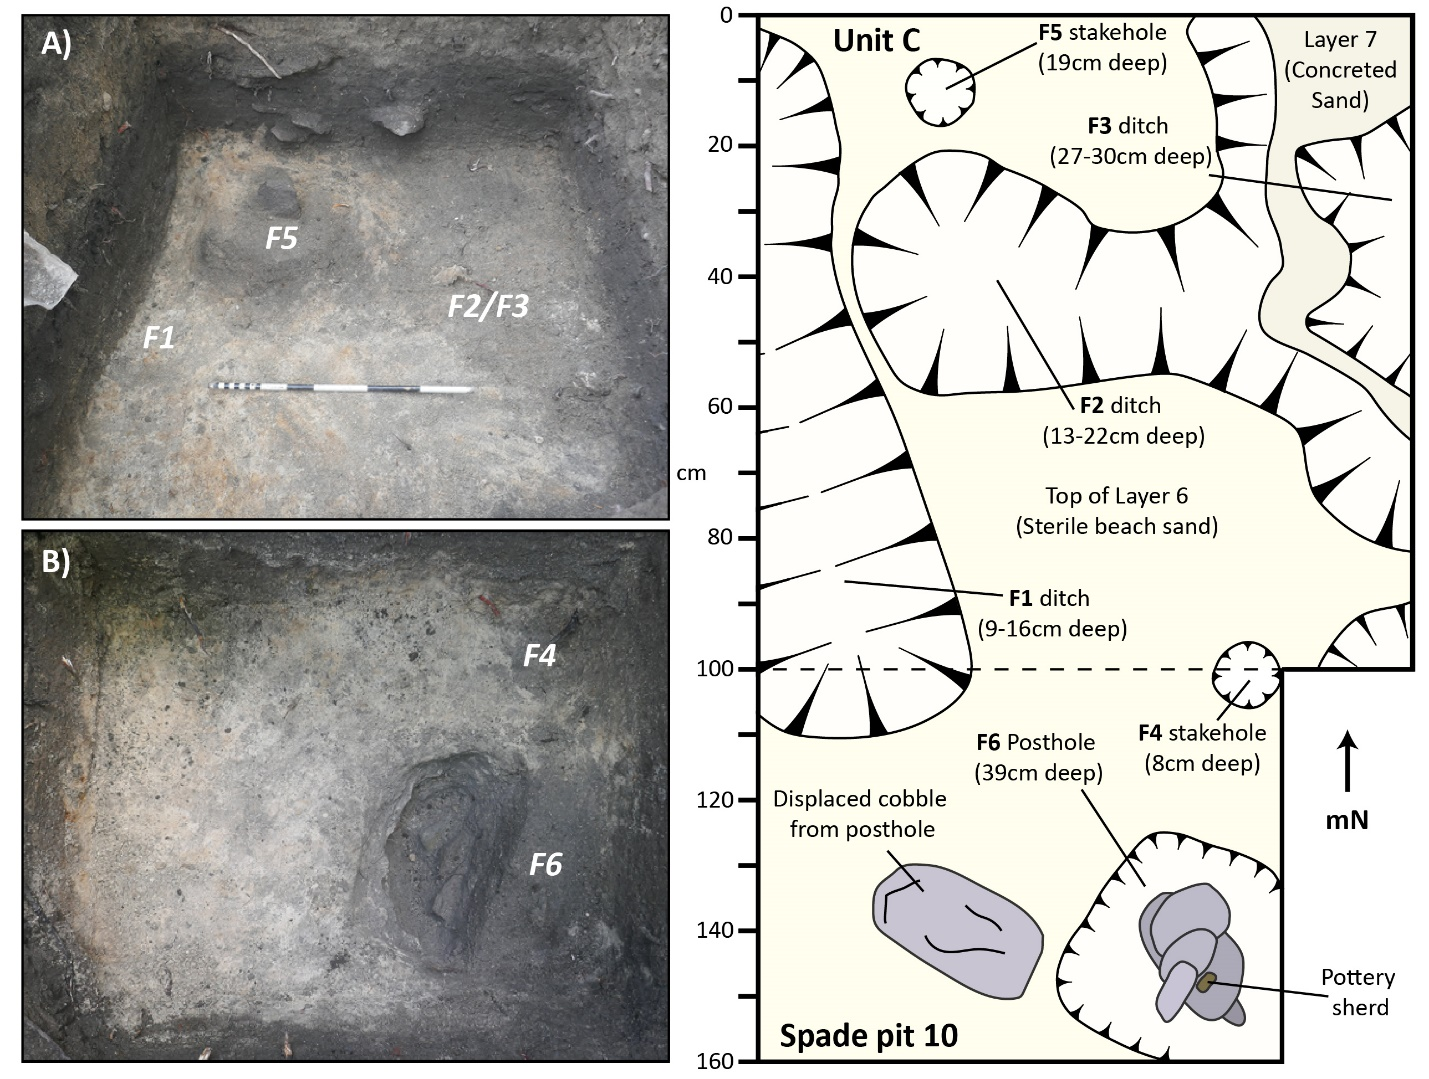 A)
F5
F2/F3
F1
B)
F4
F6
cm
0
20
40
60
80
100
120
140
160
Unit C
F5 stakehole
(19cm deep)
Layer 7
(Concreted
Sand)
F3 ditch
(27-30cm deep)
F2 ditch
(13-22cm deep)
Top of Layer 6
(Sterile beach sand)
F1 ditch
(9-16cm deep)
F4 stakehole
(8cm deep)
F6 Posthole
(39cm deep)
mN
Displaced cobble
from posthole
Pottery
sherd
Spade pit 10